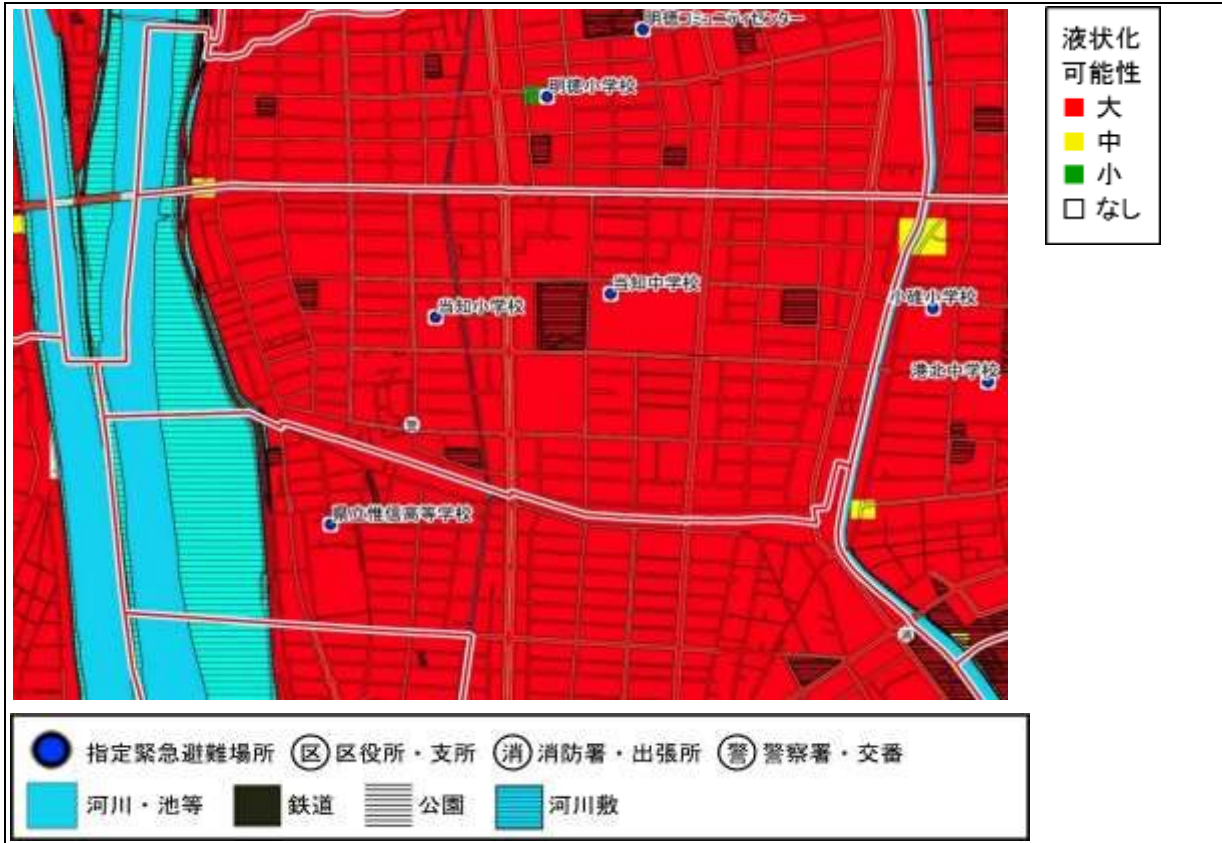 明徳コミュニティセンター
明徳小学校
当知中学校
当知小学校
小碓小学校
港北中学校
警
県立惟信高等学校
消
液状化
可能性
大
中
小
なし
指定緊急避難場所 区 区役所・支所 消 消防署・出張所 警 警察署・交番
河川・池等 鉄道 公園 河川敷